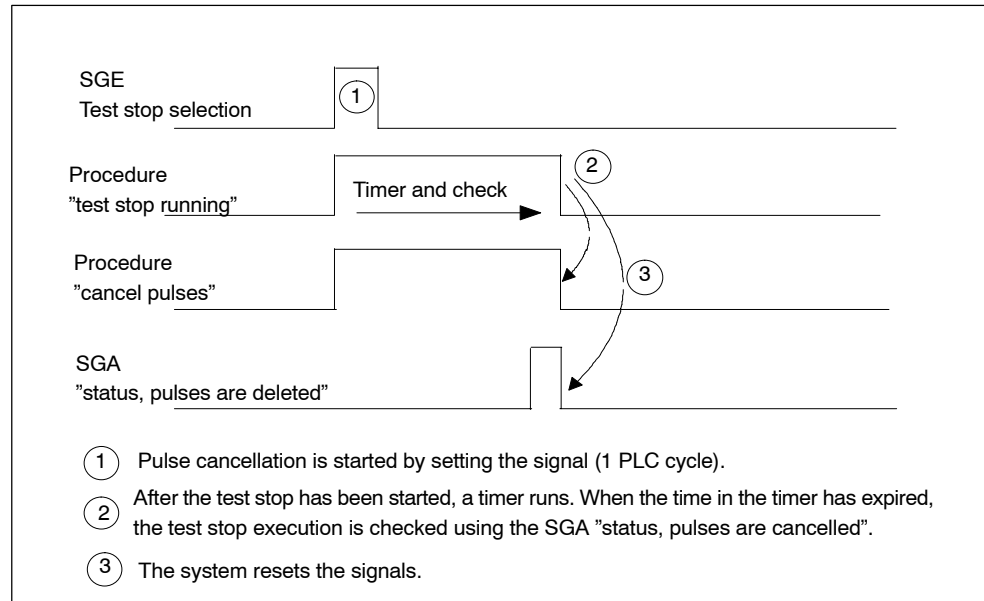 SGE
Test stop selection
1
Procedure
”test stop running”
Timer and check
2
Procedure
”cancel pulses”
3
SGA
”status, pulses are deleted”
1 Pulse cancellation is started by setting the signal (1 PLC cycle).
2 After the test stop has been started, a timer runs. When the time in the timer has expired,
the test stop execution is checked using the SGA ”status, pulses are cancelled”.
3 The system resets the signals.